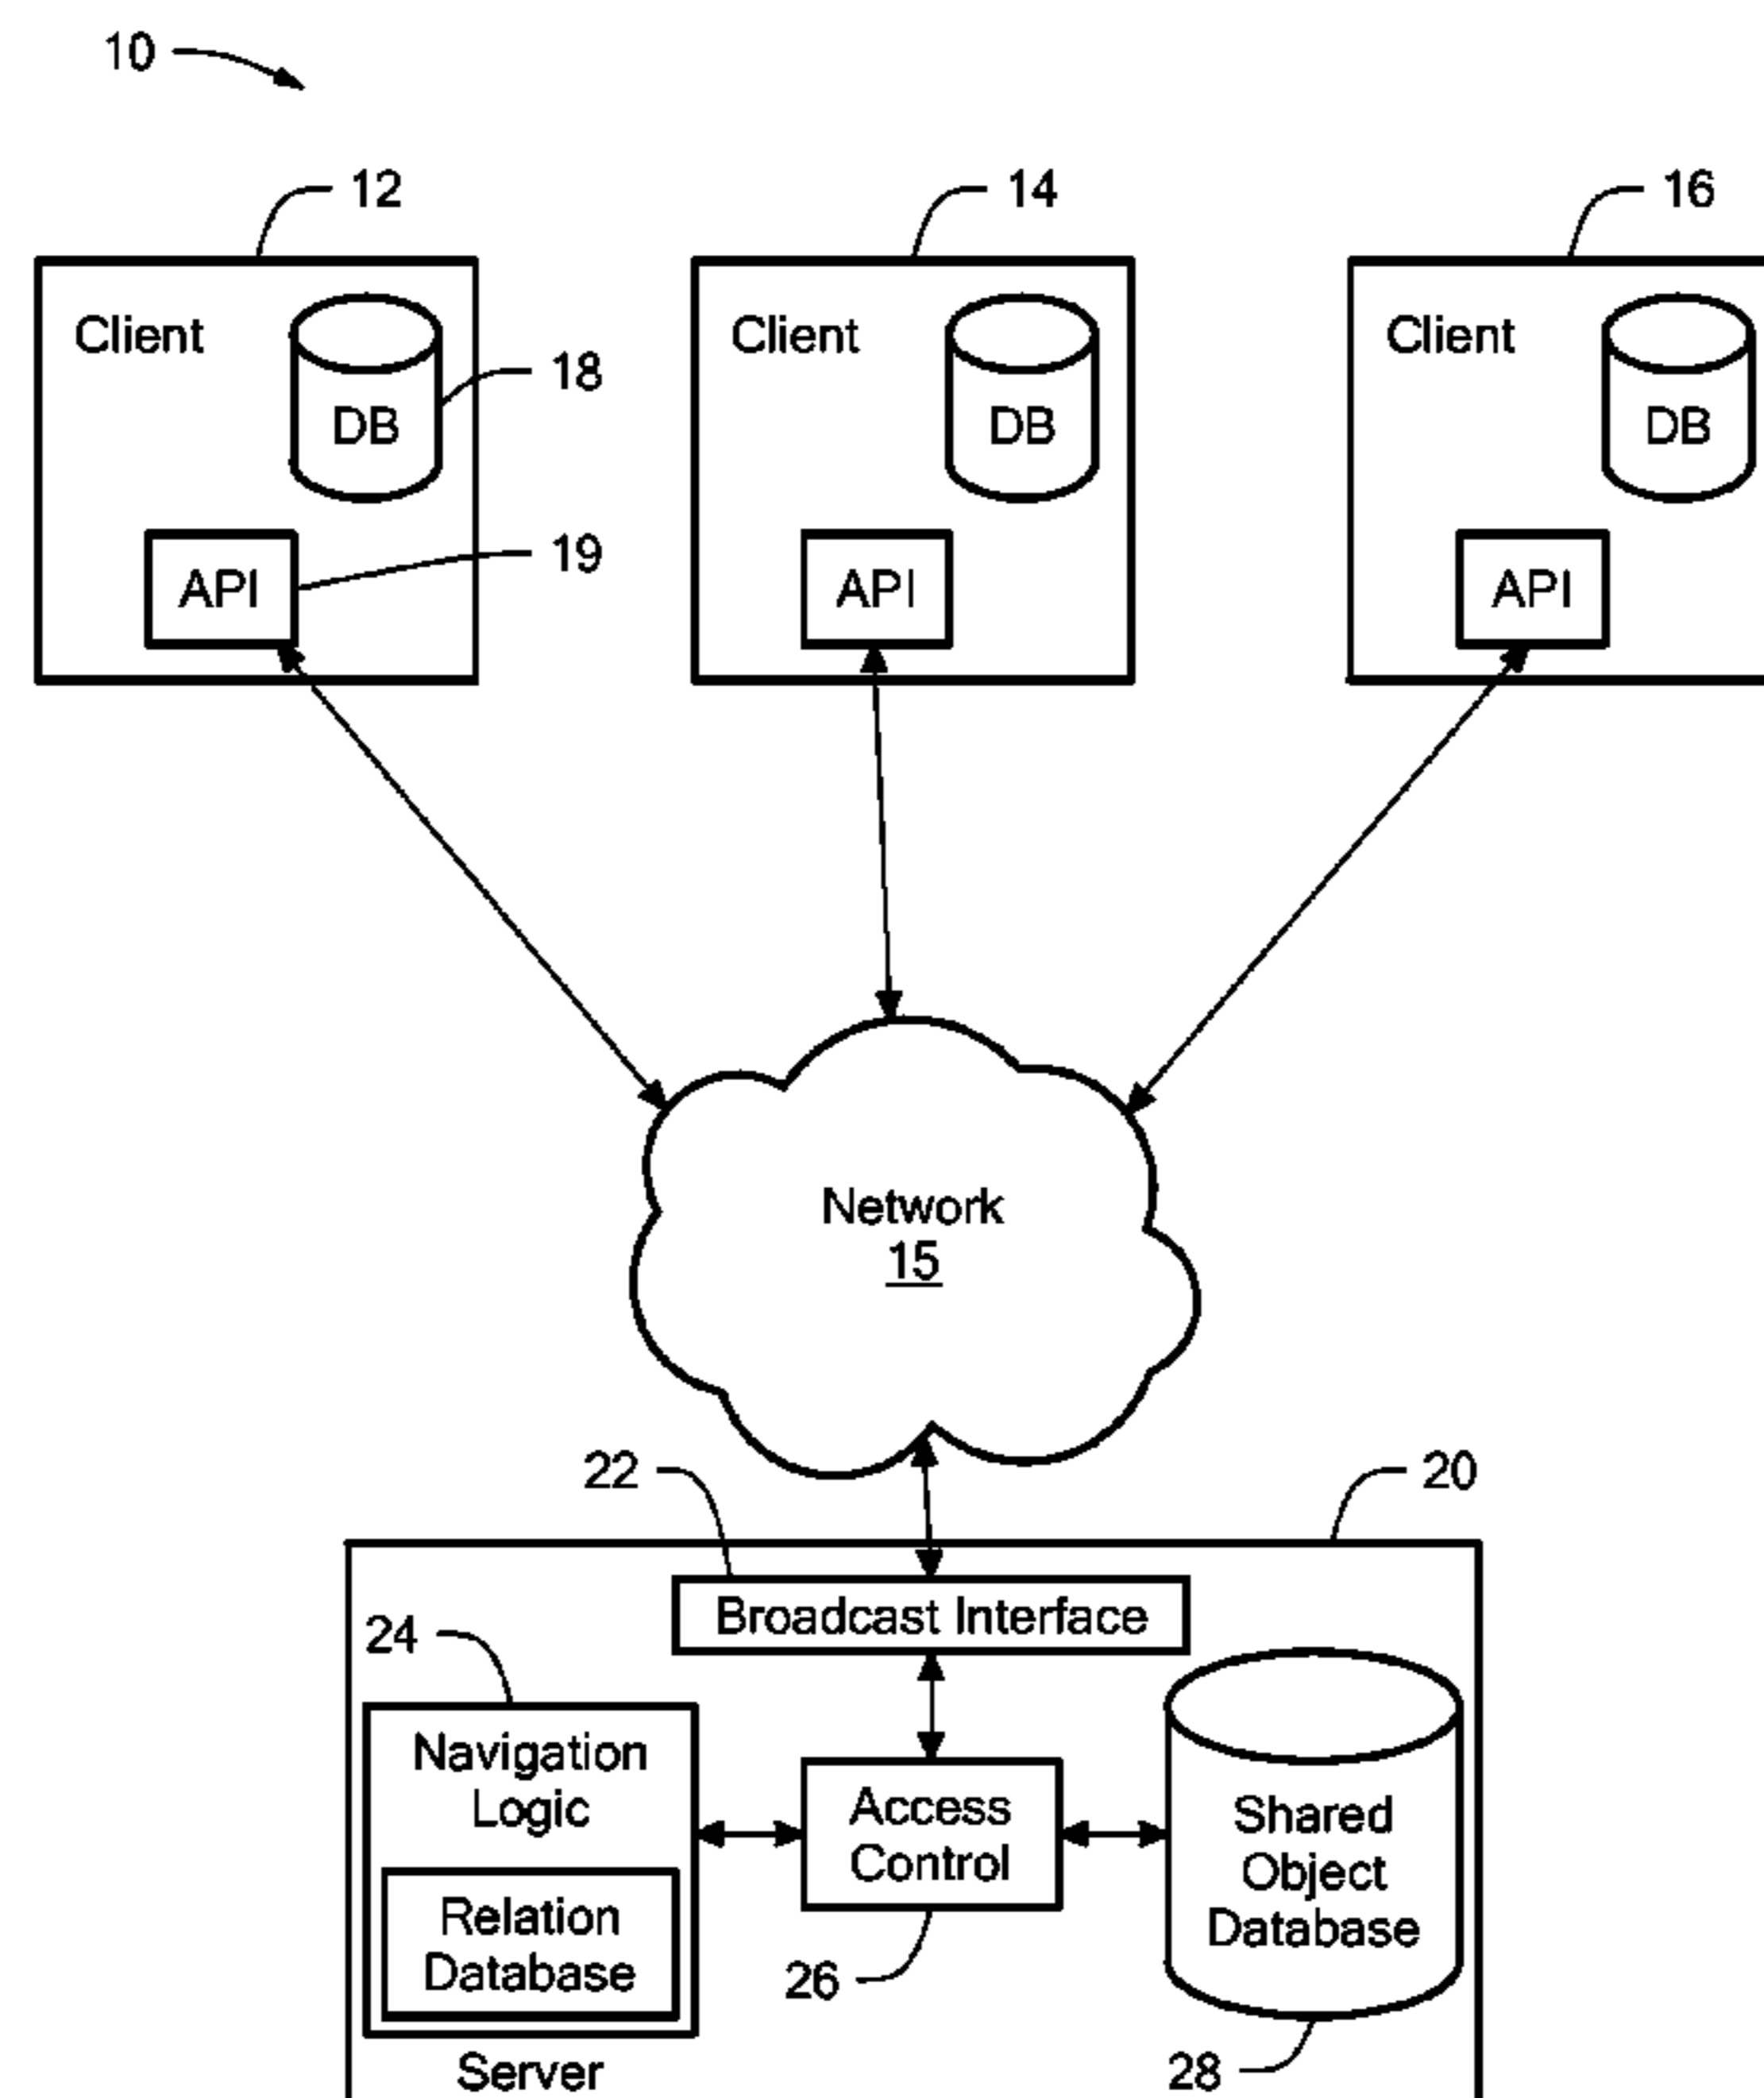 10
12
14
16
Client
DB
18
API
19
Client
DB
API
Client
DB
API
Network
15
22
20
Broadcast Interface
24
Navigation
Logic
Relation
Database
Access
Control
26
Shared
Object
Database
28
Server